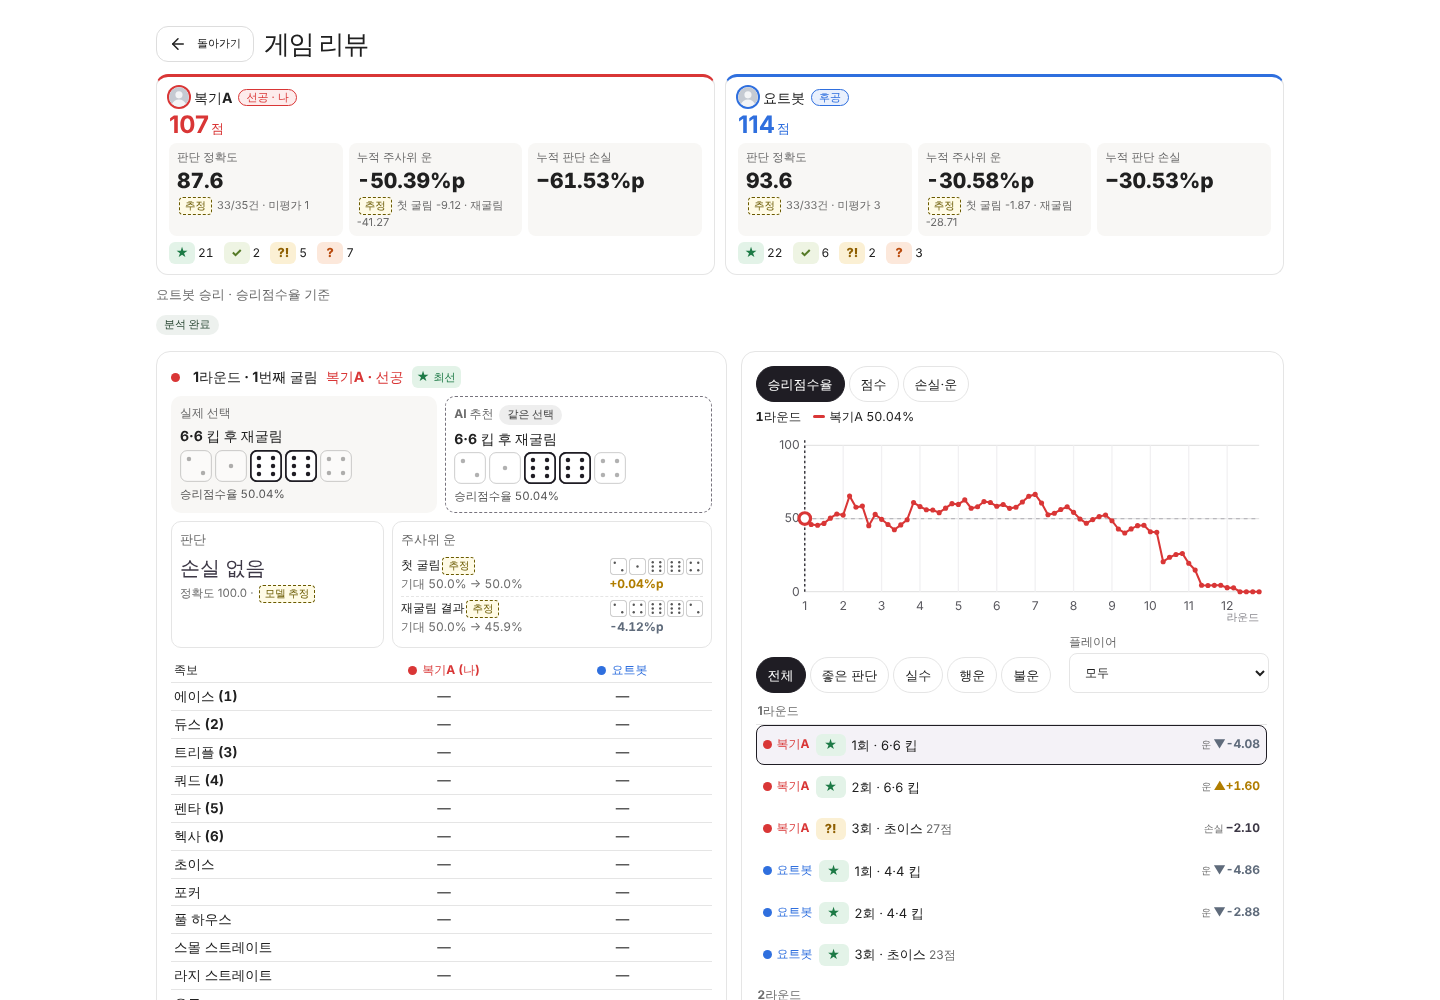 돌아가기
게임 리뷰
복기A 선공 · 나
107점
판단 정확도
87.6
추정 33/35건 · 미평가 1
누적 주사위 운
-50.39%p
추정 첫 굴림 -9.12 · 재굴림
-41.27
누적 판단 손실
−61.53%p
★ 21 ✓ 2 ?! 5 ? 7
요트봇 후공
114점
판단 정확도
93.6
추정 33/33건 · 미평가 3
누적 주사위 운
-30.58%p
추정 첫 굴림 -1.87 · 재굴림
-28.71
누적 판단 손실
−30.53%p
★ 22 ✓ 6 ?! 2 ? 3
요트봇 승리 · 승리점수율 기준
분석 완료
1라운드 · 1번째 굴림 복기A · 선공 ★ 최선
실제 선택
6·6 킵 후 재굴림
승리점수율 50.04%
AI 추천 같은 선택
6·6 킵 후 재굴림
승리점수율 50.04%
판단
손실 없음
정확도 100.0 · 모델 추정
주사위 운
첫 굴림 추정
기대 50.0% → 50.0% +0.04%p
재굴림 결과 추정
기대 50.0% → 45.9% -4.12%p
족보 복기A (나) 요트봇
에이스 (1) — —
듀스 (2) — —
트리플 (3) — —
쿼드 (4) — —
펜타 (5) — —
헥사 (6) — —
초이스 — —
포커 — —
풀 하우스 — —
스몰 스트레이트 — —
라지 스트레이트 — —
승리점수율 점수 손실·운
1라운드 복기A 50.04%
100
50
0
1 2 3 4 5 6 7 8 9 10 11 12
라운드
플레이어
전체 좋은 판단 실수 행운 불운 모두
1라운드
복기A ★ 1회 · 6·6 킵 운 ▼-4.08
복기A ★ 2회 · 6·6 킵 운 ▲+1.60
복기A ?! 3회 · 초이스 27점 손실 −2.10
요트봇 ★ 1회 · 4·4 킵 운 ▼-4.86
요트봇 ★ 2회 · 4·4 킵 운 ▼-2.88
요트봇 ★ 3회 · 초이스 23점
2라운드